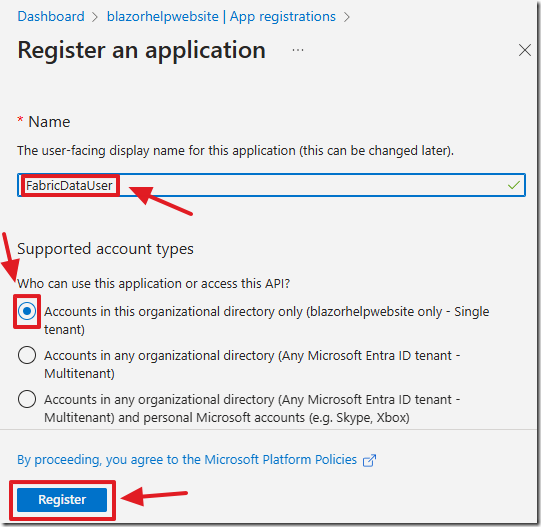 Dashboard > blazorhelpwebsite | App registrations >
Register an application ...
* Name
The user-facing display name for this application (this can be changed later).
FabricDataUser
Supported account types
Who can use this application or access this API?
Accounts in this organizational directory only (blazorhelpwebsite only - Single
tenant)
Accounts in any organizational directory (Any Microsoft Entra ID tenant -
Multitenant)
Accounts in any organizational directory (Any Microsoft Entra ID tenant -
Multitenant) and personal Microsoft accounts (e.g. Skype, Xbox)
By proceeding, you agree to the Microsoft Platform Policies
Register